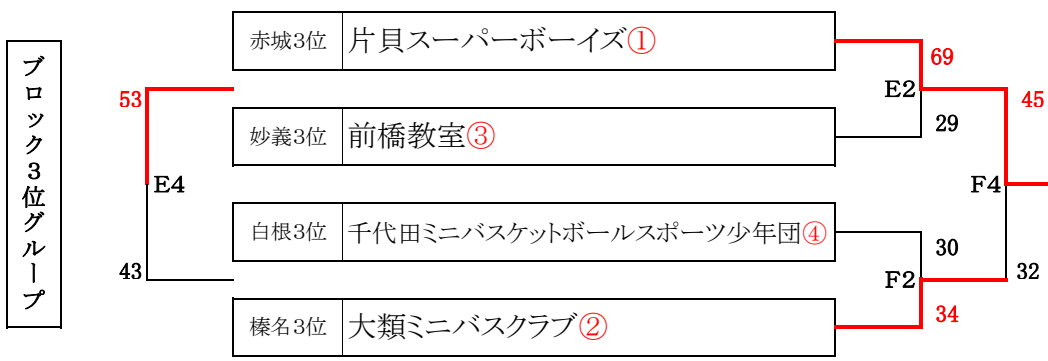 ブロック3位グループ
赤城3位 片貝スーパーボーイズ①
妙義3位 前橋教室③
白根3位 千代田ミニバスケットボールスポーツ少年団④
榛名3位 大類ミニバスクラブ②
53
E4
43
69
E2
29
45
F4
32
30
F2
34